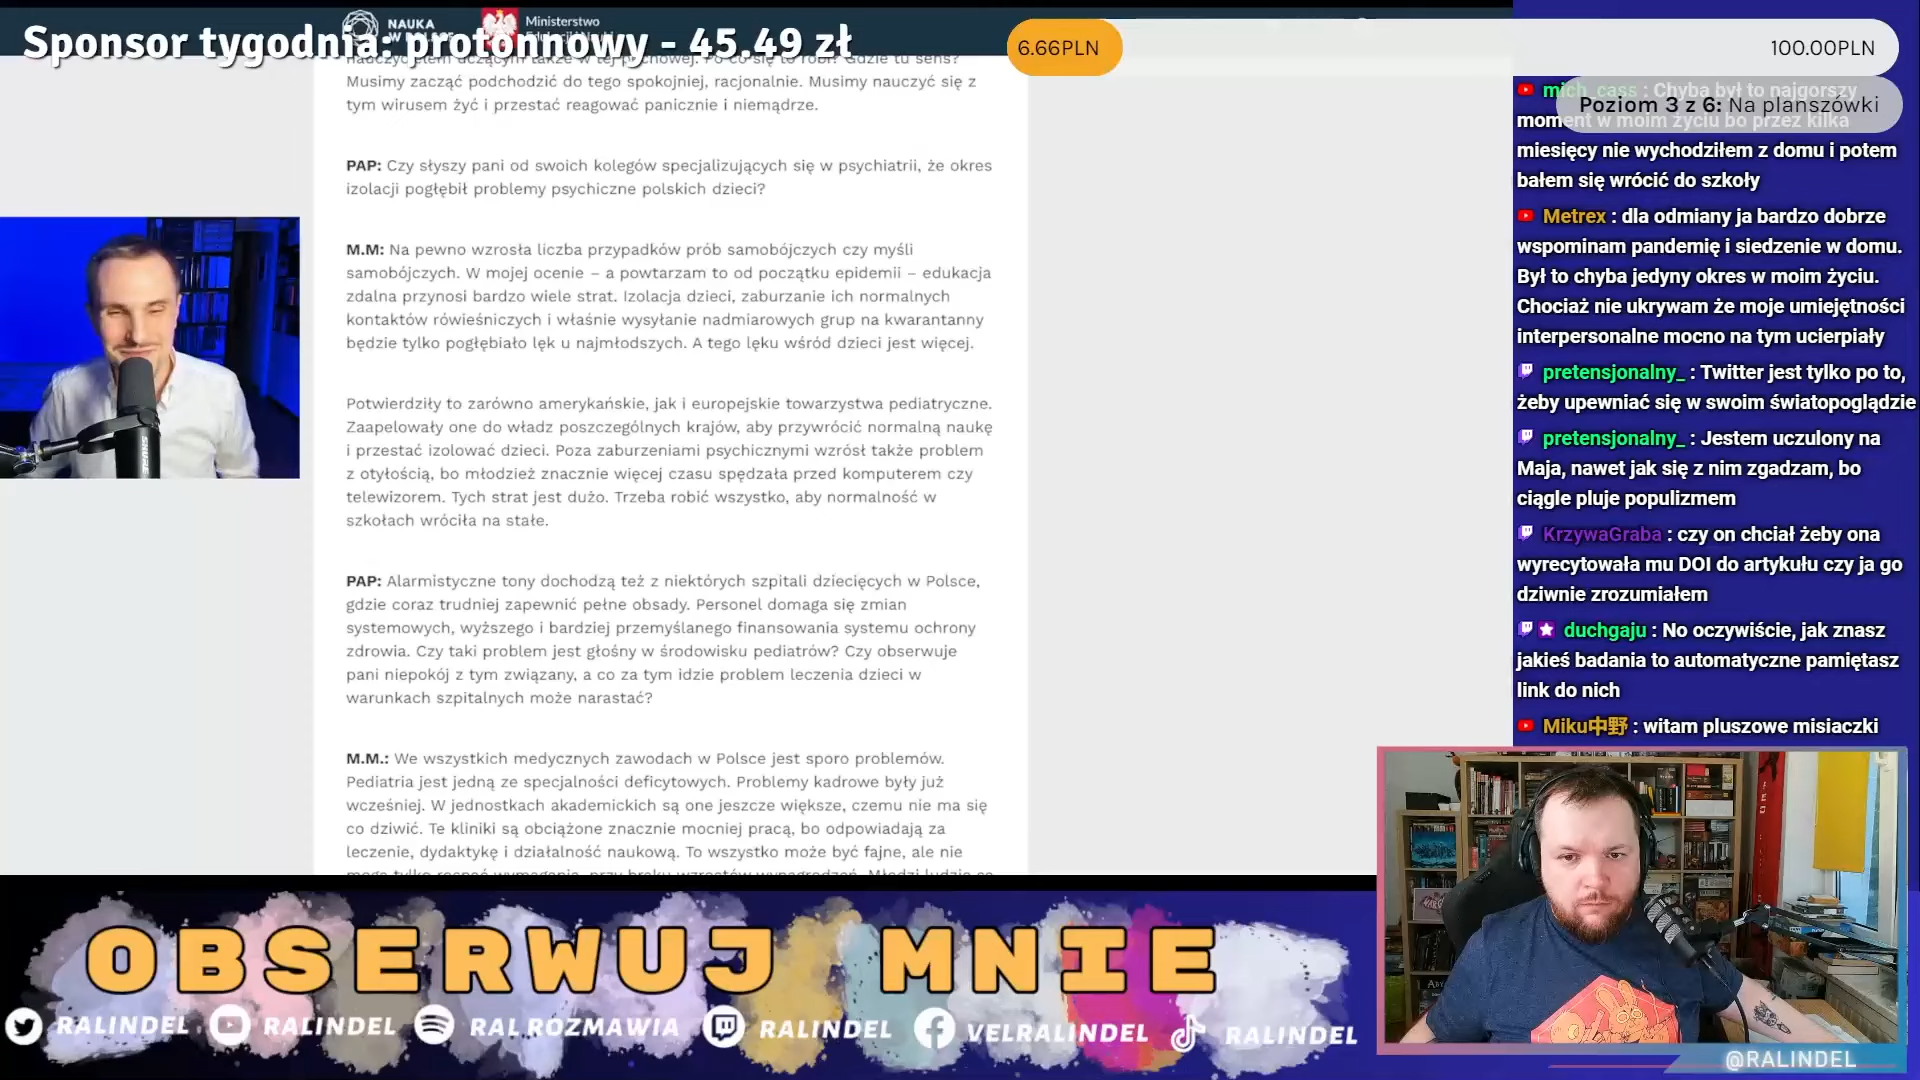 NAUKA
W POLSCE
Ministerstwo
Sponsor tygodnia: protonnowy - 45.49 zł
6.66PLN
100.00PLN
Poziom 3 z 6: Na planszówki
Musimy zacząć podchodzić do tego spokojnie, racjonalnie. Musimy nauczyć się z
tym wirusem żyć i przestać reagować panicznie i niemądrze.
PAP: Czy słyszy pani od swoich kolegów specjalizujących się w psychiatrii, że okres
izolacji pogłębił problemy psychiczne polskich dzieci?
M.M: Na pewno wzrosła liczba przypadków prób samobójczych czy myśli
samobójczych. W mojej ocenie – a powtarzam to od początku epidemii – edukacja
zdalna przynosi bardzo wiele strat. Izolacja dzieci, zaburzanie ich normalnych
kontaktów rówieśniczych i właśnie wysyłanie nadmiarowych grup na kwarantanny
będzie tylko pogłębiało lęk u najmłodszych. A tego lęku wśród dzieci jest więcej.
Potwierdziły to zarówno amerykańskie, jak i europejskie towarzystwa pediatryczne.
Zaapelowały one do władz poszczególnych krajów, aby przywrócić normalną naukę
i przestać izolować dzieci. Poza zaburzeniami psychicznymi wzrósł także problem
z otyłością, bo młodzież znacznie więcej czasu spędzała przed komputerem czy
telewizorem. Tych strat jest dużo. Trzeba robić wszystko, aby normalność w
szkołach wróciła na stałe.
PAP: Alarmistyczne tony dochodzą też z niektórych szpitali dziecięcych w Polsce,
gdzie coraz trudniej zapewnić pełne obsady. Personel domaga się zmian
systemowych, wyższego i bardziej przemyślanego finansowania systemu ochrony
zdrowia. Czy taki problem jest głośny w środowisku pediatrów? Czy obserwuje
pani niepokój z tym związany, a co za tym idzie problem leczenia dzieci w
warunkach szpitalnych może narastać?
M.M.: We wszystkich medycznych zawodach w Polsce jest sporo problemów.
Pediatria jest jedną ze specjalności deficytowych. Problemy kadrowe były już
wcześniej. W jednostkach akademickich są one jeszcze większe, czemu nie ma się
co dziwić. Te kliniki są obciążone znacznie mocniej pracą, bo odpowiadają za
leczenie, dydaktykę i działalność naukową. To wszystko może być fajne, ale nie
mich_cass : Chyba był to najgorszy
moment w moim życiu bo przez kilka
miesięcy nie wychodziłem z domu i potem
bałem się wrócić do szkoły
Metrex : dla odmiany ja bardzo dobrze
wspominam pandemię i siedzenie w domu.
Był to chyba jedyny okres w moim życiu.
Chociaż nie ukrywam że moje umiejętności
interpersonalne mocno na tym ucierpiały
pretensjonalny_ : Twitter jest tylko po to,
żeby upewniać się w swoim światopoglądzie
pretensjonalny_ : Jestem uczulony na
Maja, nawet jak się z nim zgadzam, bo
ciągle pluje populizmem
KrzywaGraba : czy on chciał żeby ona
wyrecytowała mu DOI do artykułu czy ja go
dziwnie zrozumiałem
duchgaju : No oczywiście, jak znasz
jakieś badania to automatyczne pamiętasz
link do nich
Miku中野 : witam pluszowe misiaczki
SHURE
OBSERWUJ MNIE
RALINDEL
RALINDEL
RAL ROZMAWIA
RALINDEL
VELRALINDEL
RALINDEL
@RALINDEL